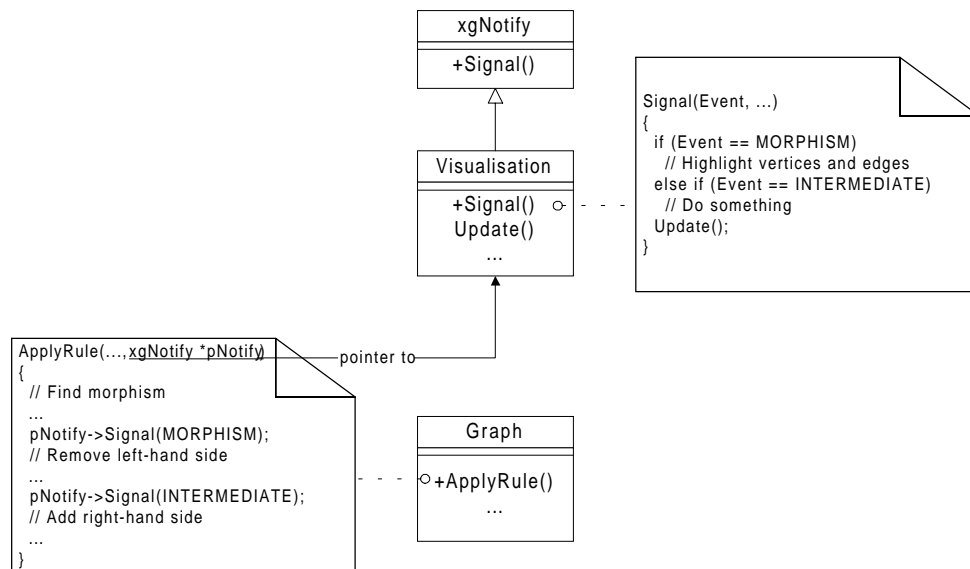 xgNotify
+Signal()
Visualisation
+Signal()
Update()
...
Signal(Event, ...)
{
if (Event == MORPHISM)
// Highlight vertices and edges
else if (Event == INTERMEDIATE)
// Do something
Update();
}
ApplyRule(...,xgNotify *pNotify)
{
// Find morphism
...
pNotify->Signal(MORPHISM);
// Remove left-hand side
...
pNotify->Signal(INTERMEDIATE);
// Add right-hand side
...
}
pointer to
Graph
+ApplyRule()
...